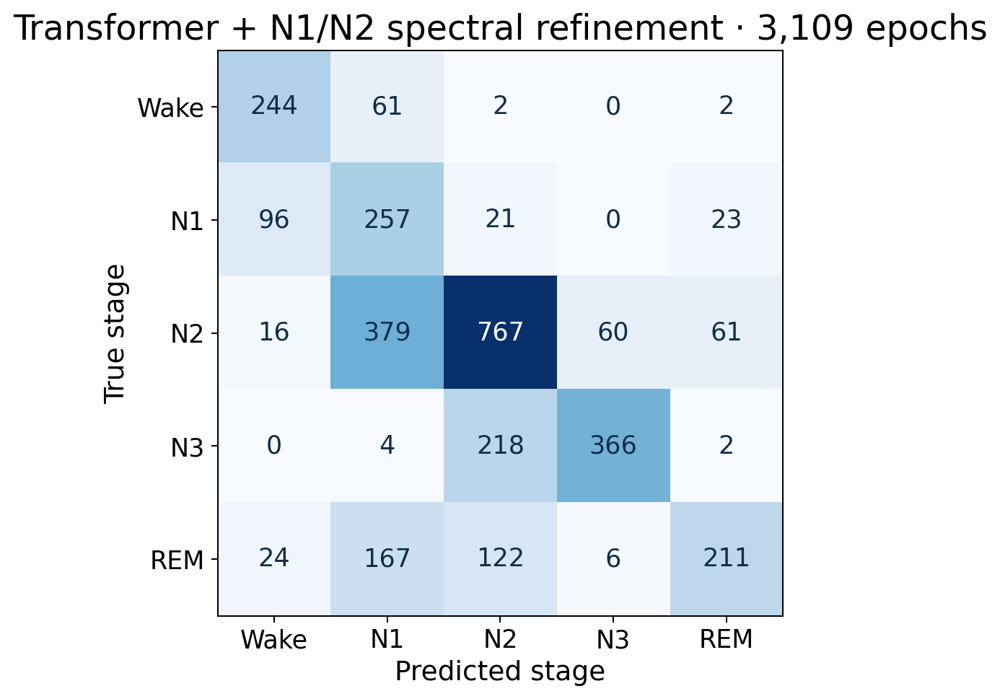 Transformer + N1/N2 spectral refinement · 3,109 epochs
Wake 244 61 2 0 2
N1 96 257 21 0 23
N2 16 379 767 60 61
N3 0 4 218 366 2
REM 24 167 122 6 211
Wake N1 N2 N3 REM
Predicted stage
True stage